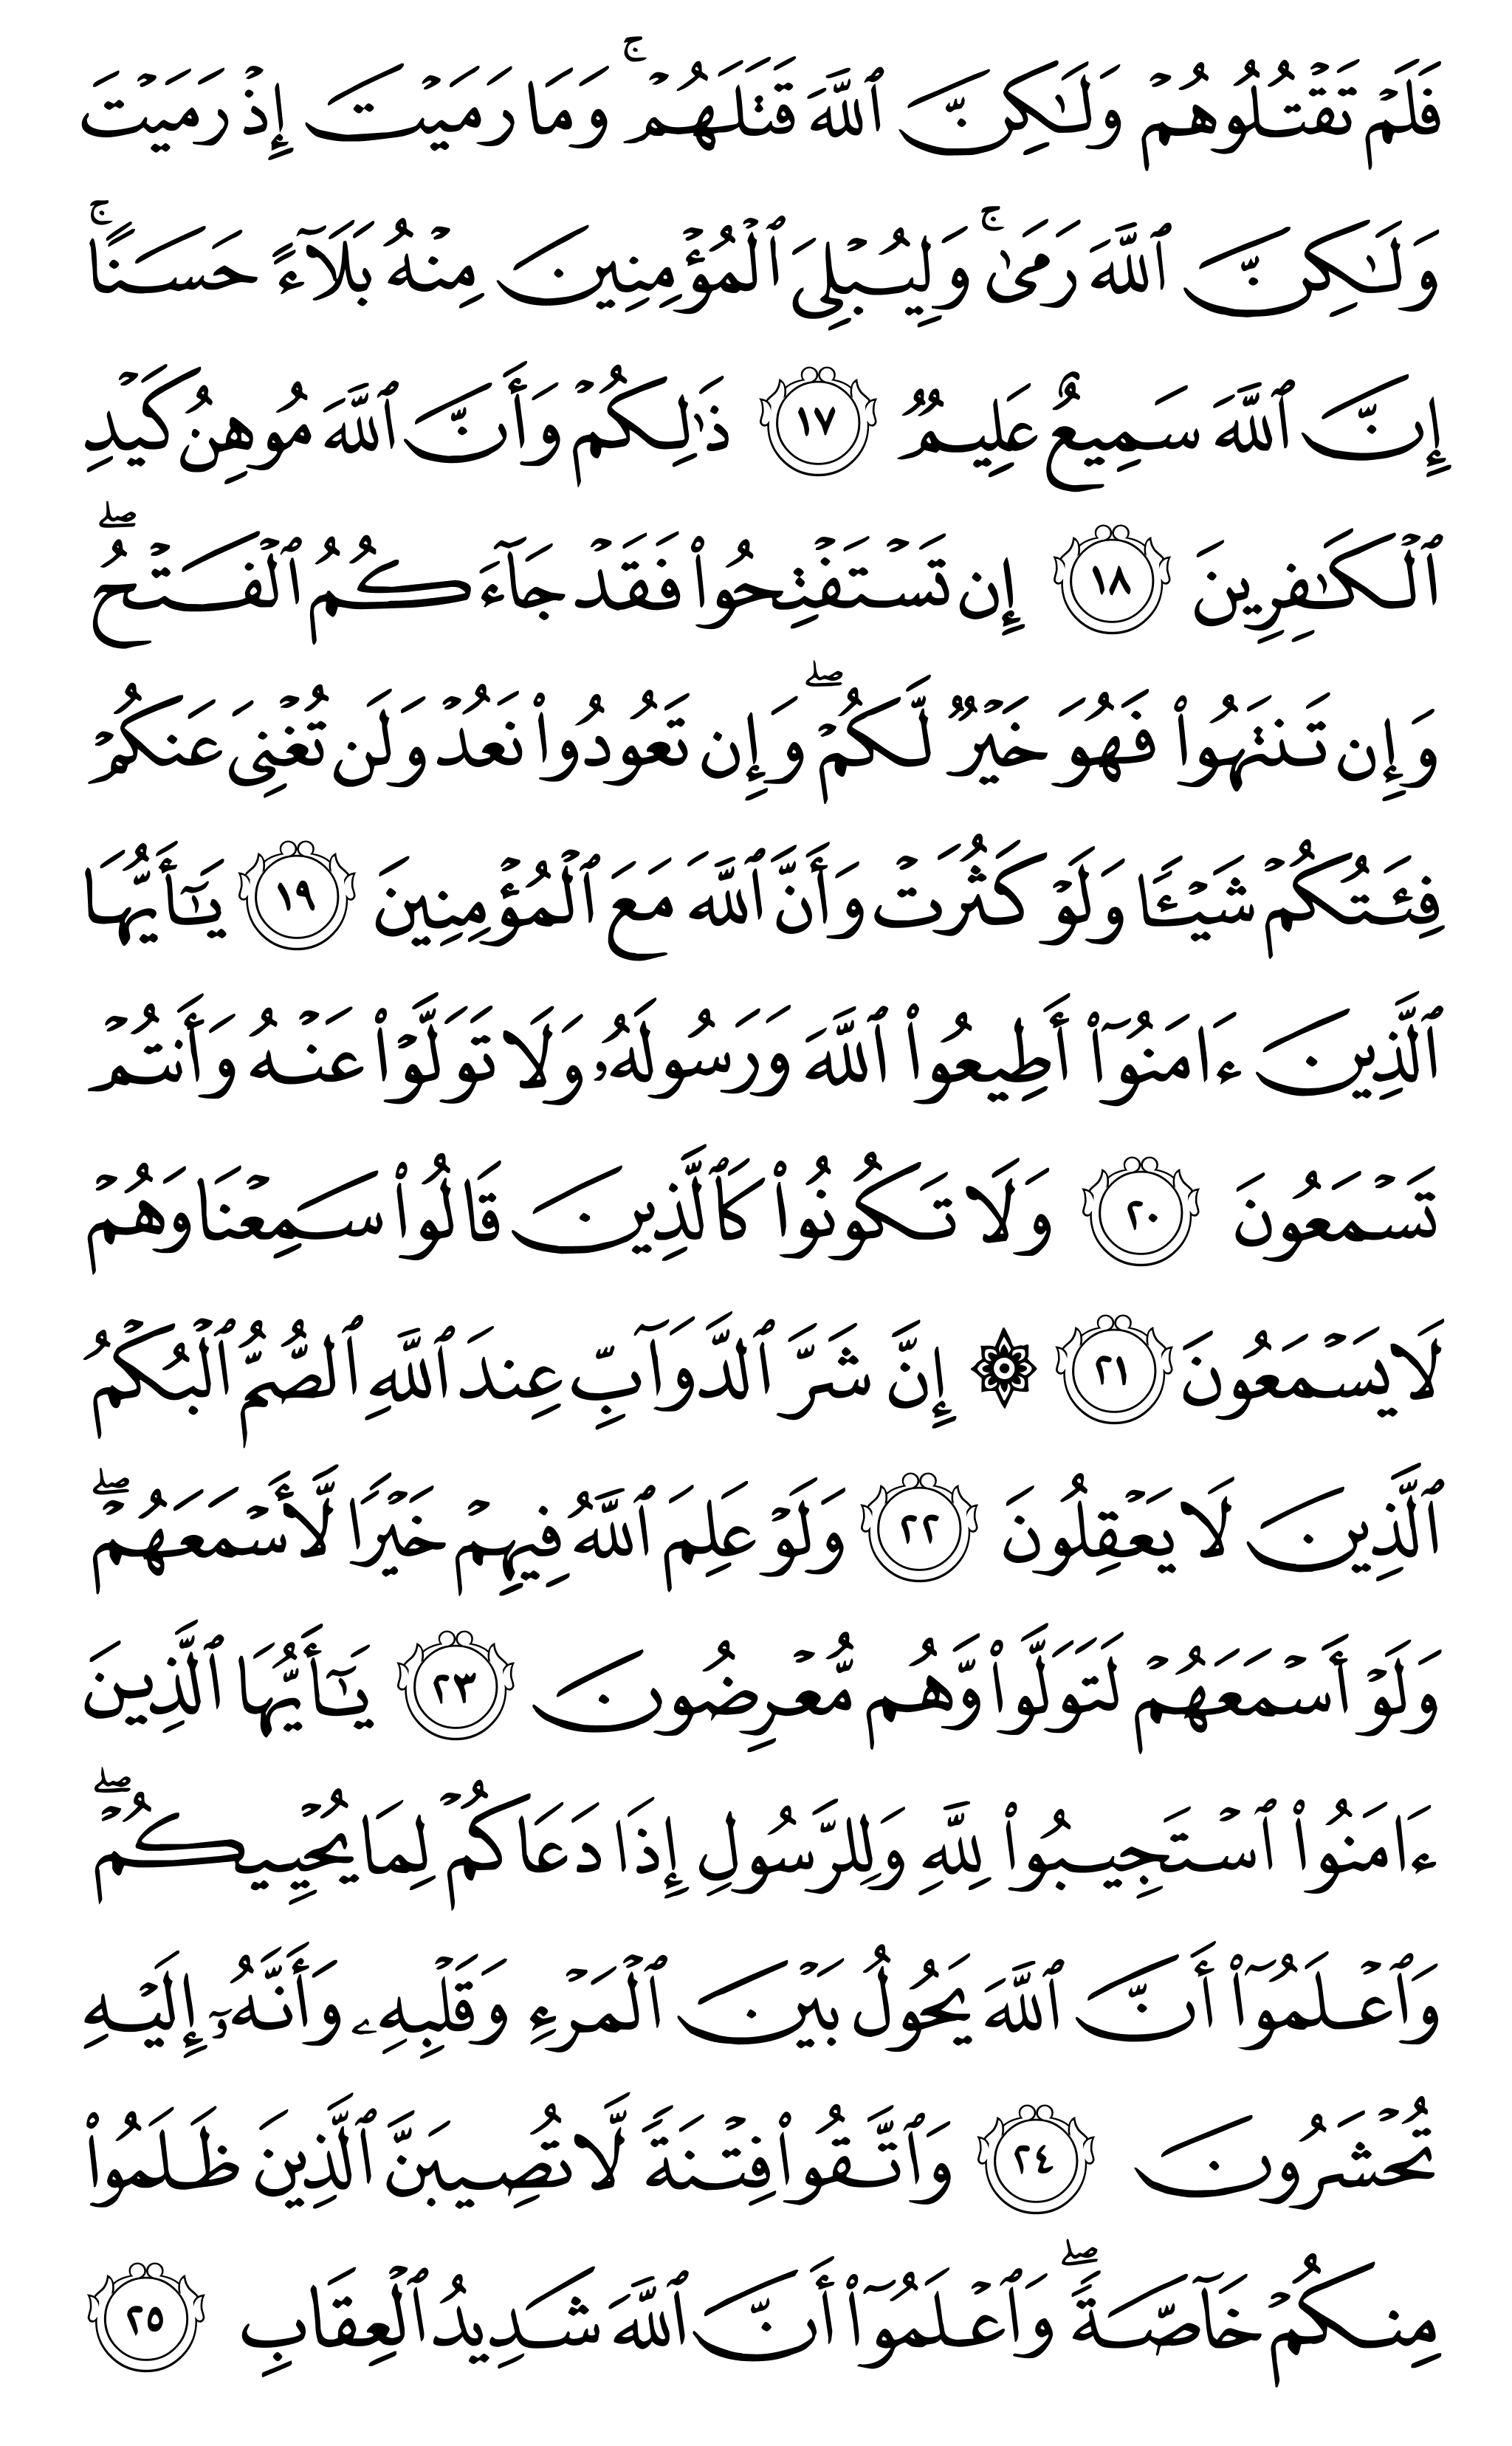 فَلَمْ تَقْتُلُوهُمْ وَلَـٰكِنَّ ٱللَّهَ قَتَلَهُمْ ۚ وَمَا رَمَيْتَ إِذْ رَمَيْتَ
وَلَـٰكِنَّ ٱللَّهَ رَمَىٰ ۚ وَلِيُبْلِىَ ٱلْمُؤْمِنِينَ مِنْهُ بَلَآءً حَسَنًا ۚ
إِنَّ ٱللَّهَ سَمِيعٌ عَلِيمٌ ١٧ ذَٰلِكُمْ وَأَنَّ ٱللَّهَ مُوهِنُ كَيْدِ
ٱلْكَـٰفِرِينَ ١٨ إِن تَسْتَفْتِحُوا۟ فَقَدْ جَآءَكُمُ ٱلْفَتْحُ ۖ
وَإِن تَنتَهُوا۟ فَهُوَ خَيْرٌ لَّكُمْ ۖ وَإِن تَعُودُوا۟ نَعُدْ وَلَن تُغْنِىَ عَنكُمْ
فِئَتُكُمْ شَيْـًٔا وَلَوْ كَثُرَتْ وَأَنَّ ٱللَّهَ مَعَ ٱلْمُؤْمِنِينَ ١٩ يَـٰٓأَيُّهَا
ٱلَّذِينَ ءَامَنُوٓا۟ أَطِيعُوا۟ ٱللَّهَ وَرَسُولَهُۥ وَلَا تَوَلَّوْا۟ عَنْهُ وَأَنتُمْ
تَسْمَعُونَ ٢٠ وَلَا تَكُونُوا۟ كَٱلَّذِينَ قَالُوا۟ سَمِعْنَا وَهُمْ
لَا يَسْمَعُونَ ٢١ ۞ إِنَّ شَرَّ ٱلدَّوَآبِّ عِندَ ٱللَّهِ ٱلصُّمُّ ٱلْبُكْمُ
ٱلَّذِينَ لَا يَعْقِلُونَ ٢٢ وَلَوْ عَلِمَ ٱللَّهُ فِيهِمْ خَيْرًا لَّأَسْمَعَهُمْ ۖ
وَلَوْ أَسْمَعَهُمْ لَتَوَلَّوا۟ وَّهُم مُّعْرِضُونَ ٢٣ يَـٰٓأَيُّهَا ٱلَّذِينَ
ءَامَنُوا۟ ٱسْتَجِيبُوا۟ لِلَّهِ وَلِلرَّسُولِ إِذَا دَعَاكُمْ لِمَا يُحْيِيكُمْ ۖ
وَٱعْلَمُوٓا۟ أَنَّ ٱللَّهَ يَحُولُ بَيْنَ ٱلْمَرْءِ وَقَلْبِهِۦ وَأَنَّهُۥٓ إِلَيْهِ
تُحْشَرُونَ ٢٤ وَٱتَّقُوا۟ فِتْنَةً لَّا تُصِيبَنَّ ٱلَّذِينَ ظَلَمُوا۟
مِنكُمْ خَآصَّةً ۖ وَٱعْلَمُوٓا۟ أَنَّ ٱللَّهَ شَدِيدُ ٱلْعِقَابِ ٢٥